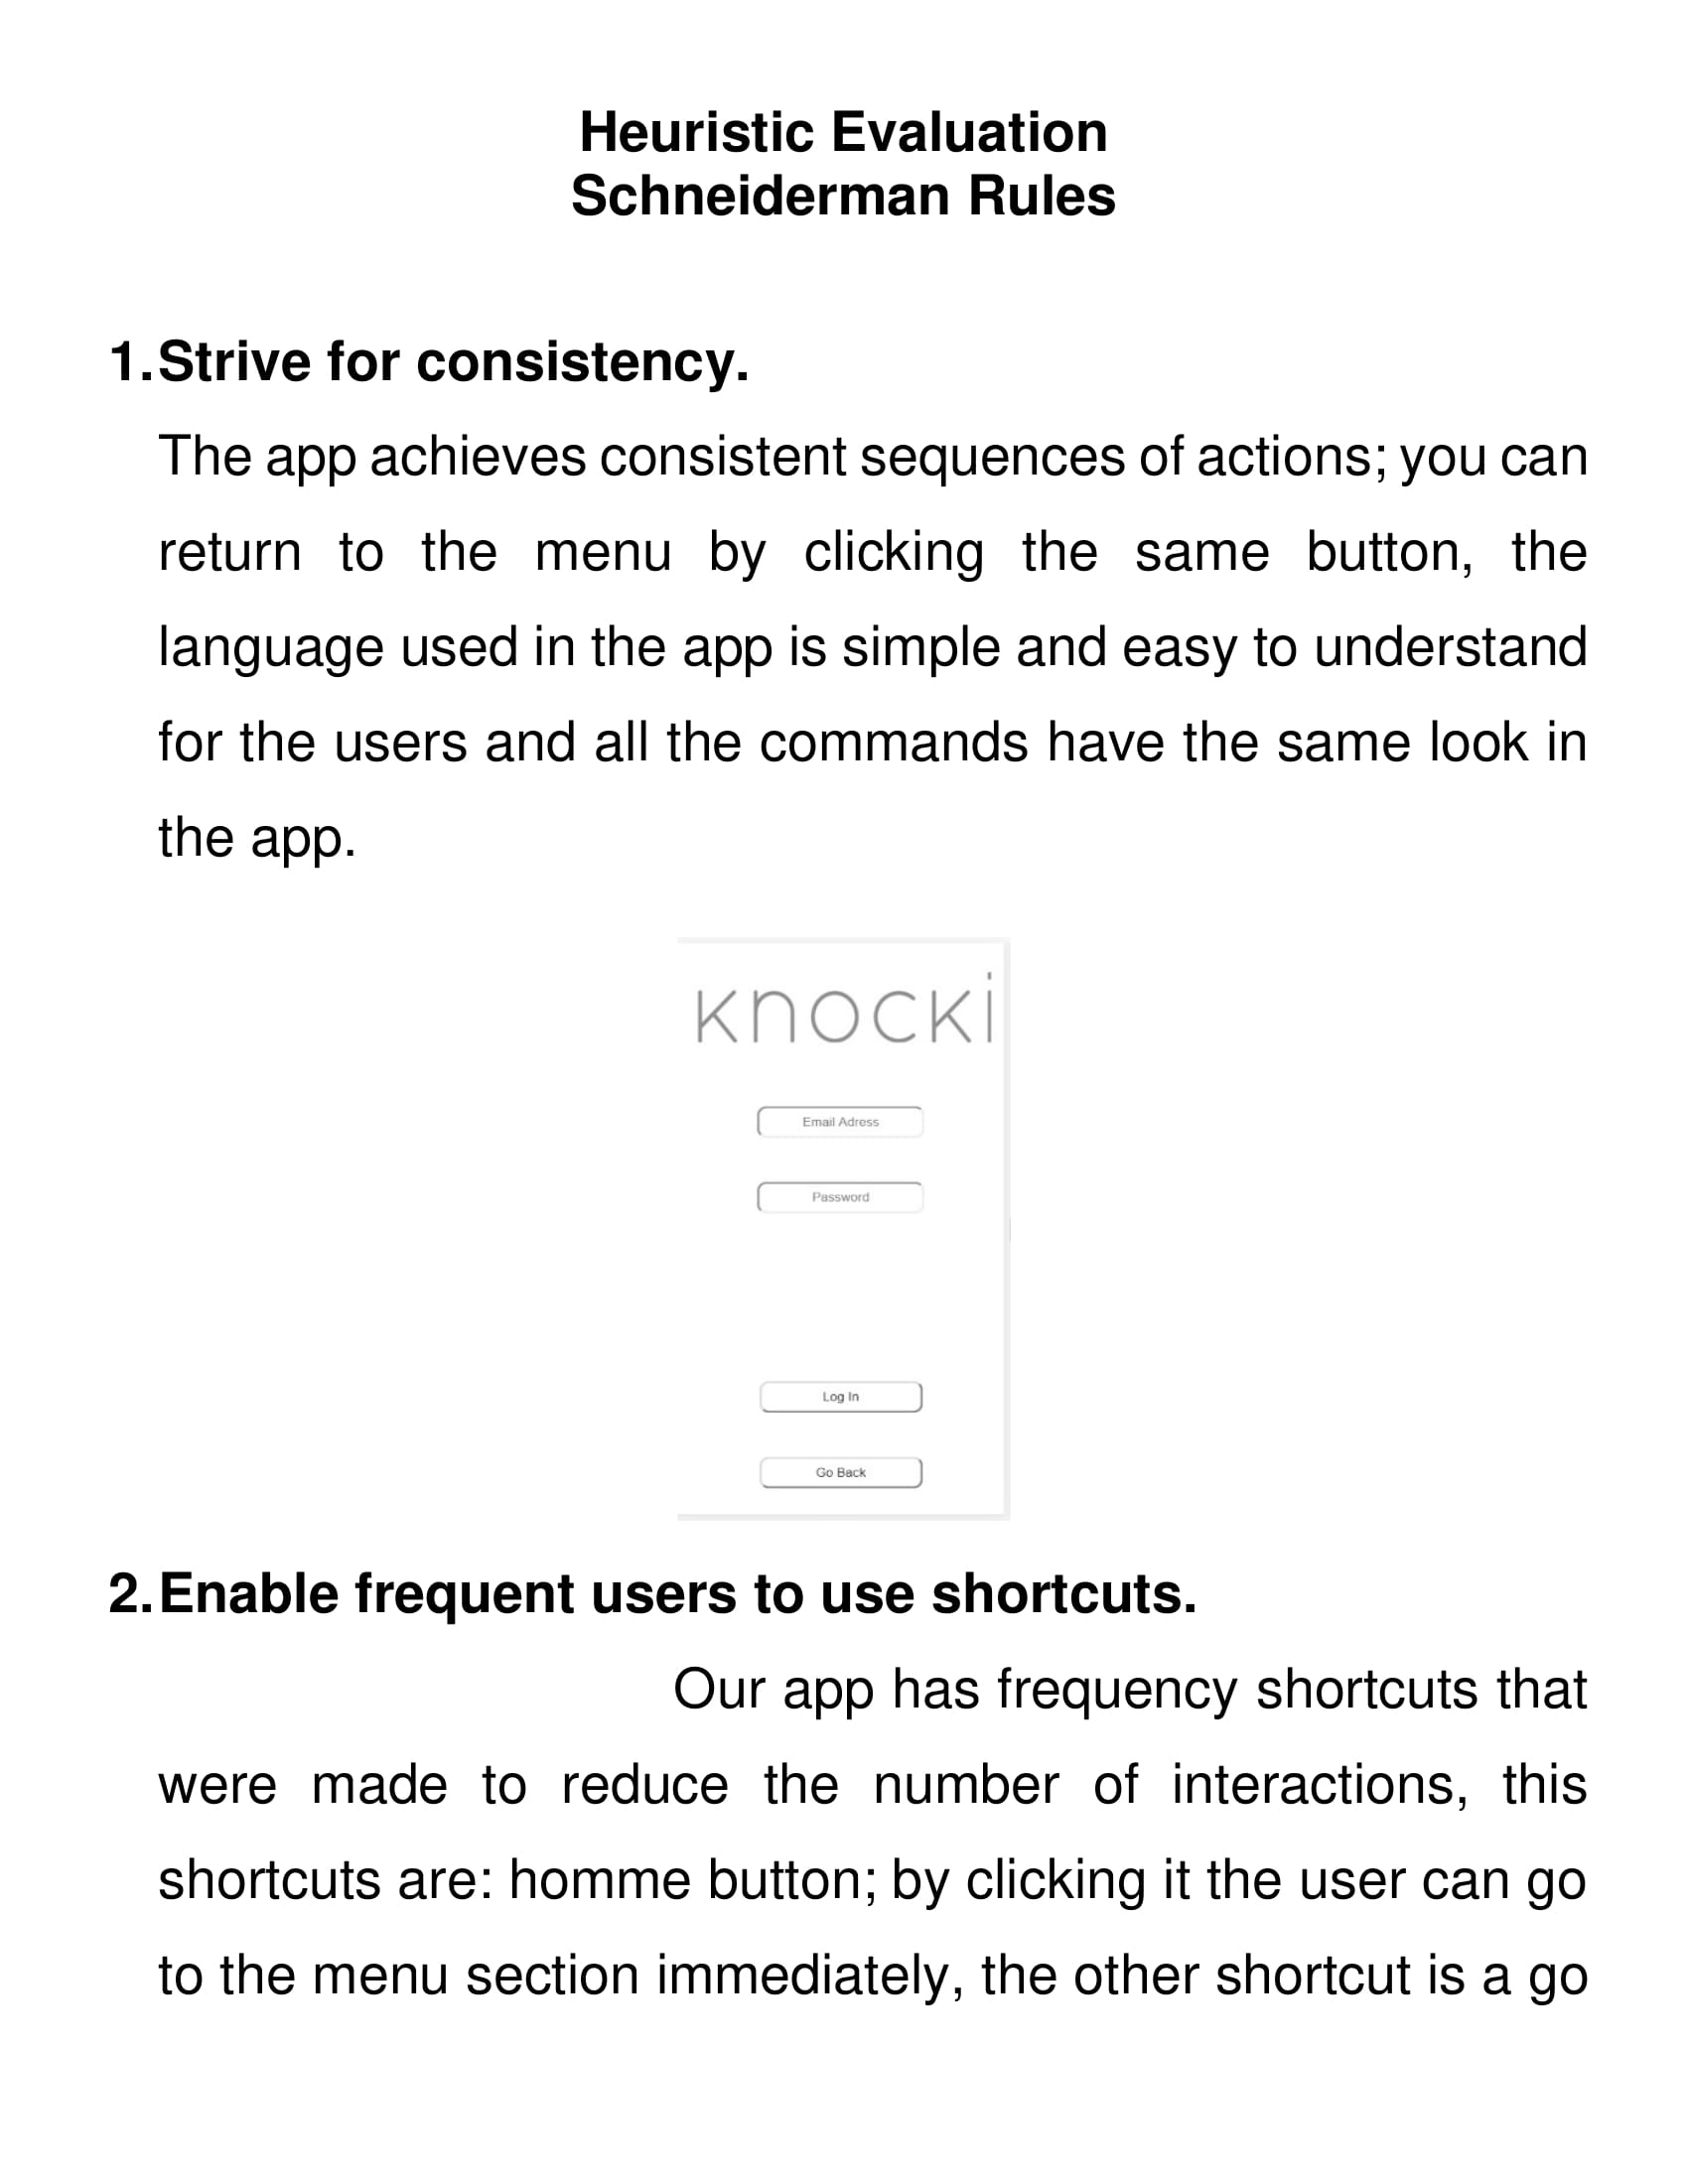 Heuristic Evaluation
Schneiderman Rules
1. Strive for consistency.
The app achieves consistent sequences of actions; you can
return to the menu by clicking the same button, the
language used in the app is simple and easy to understand
for the users and all the commands have the same look in
the app.
knocki
Email Adress
Password
Log In
Go Back
2. Enable frequent users to use shortcuts.
Our app has frequency shortcuts that
were made to reduce the number of interactions, this
shortcuts are: homme button; by clicking it the user can go
to the menu section immediately, the other shortcut is a go